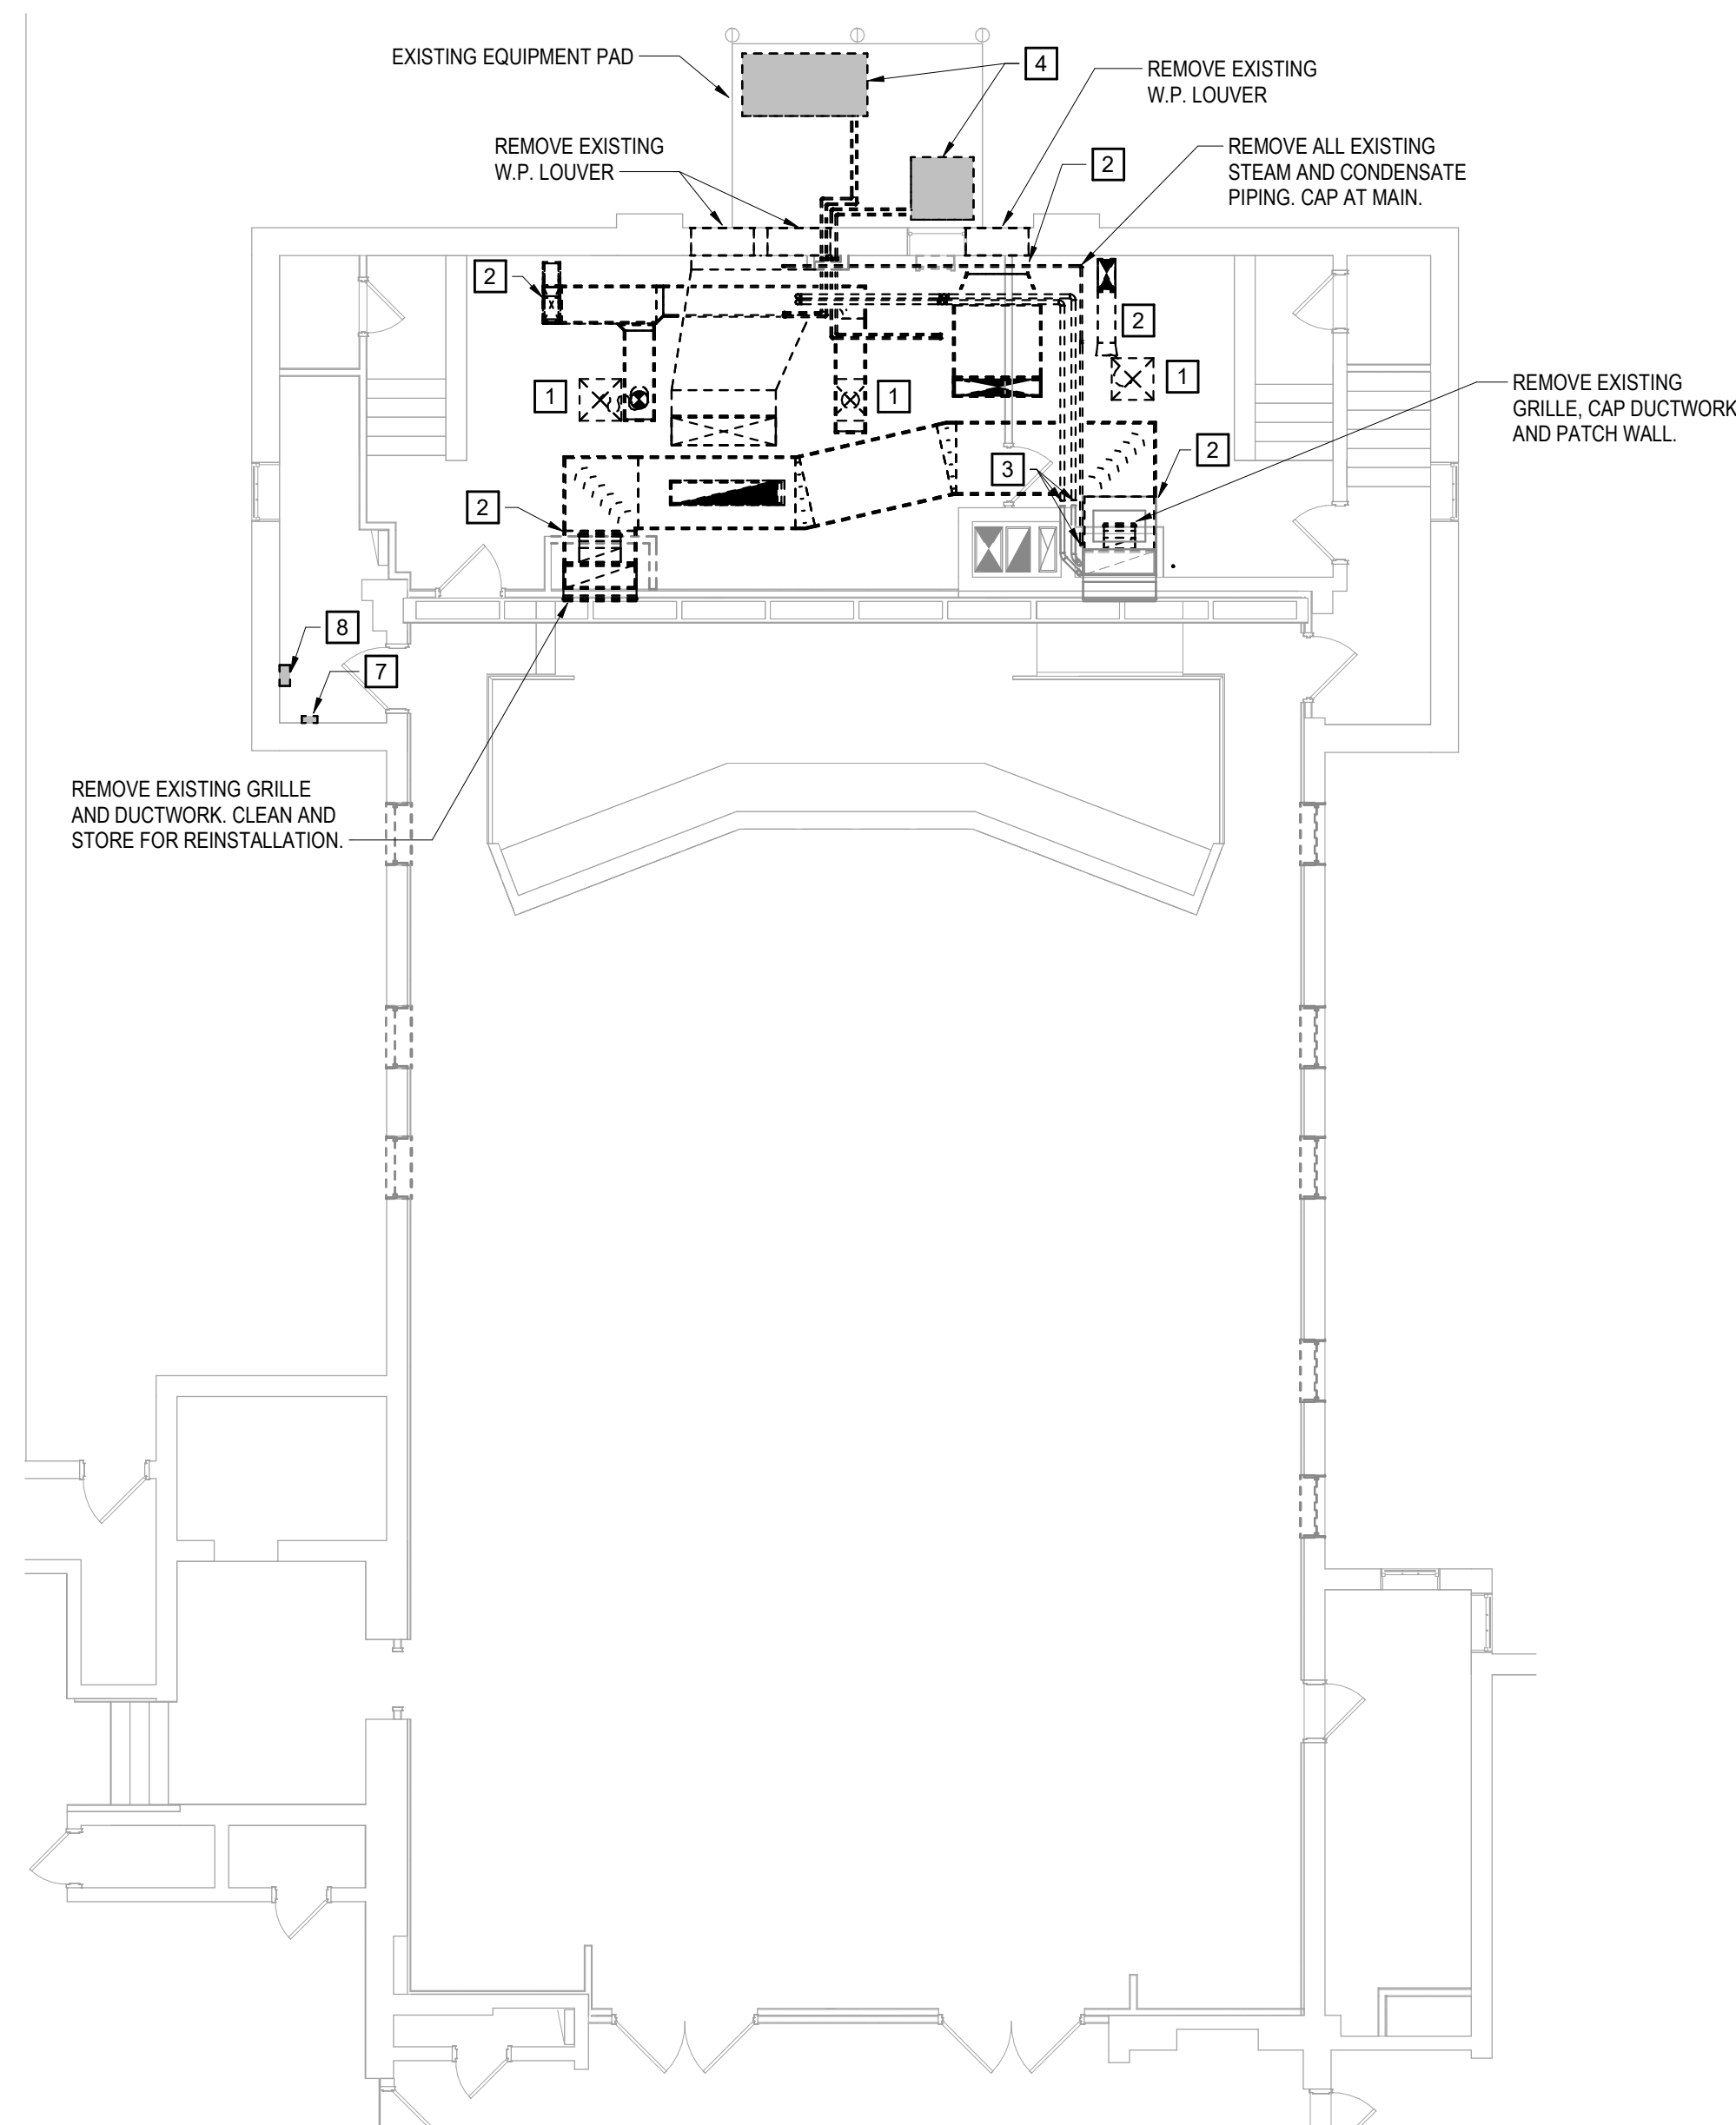 EXISTING EQUIPMENT PAD
4
REMOVE EXISTING
W.P. LOUVER
REMOVE EXISTING
W.P. LOUVER
2
REMOVE ALL EXISTING
STEAM AND CONDENSATE
PIPING. CAP AT MAIN.
2
2
1
1
1
REMOVE EXISTING
GRILLE, CAP DUCTWORK
AND PATCH WALL.
2
3
2
8
7
REMOVE EXISTING GRILLE
AND DUCTWORK. CLEAN AND
STORE FOR REINSTALLATION.